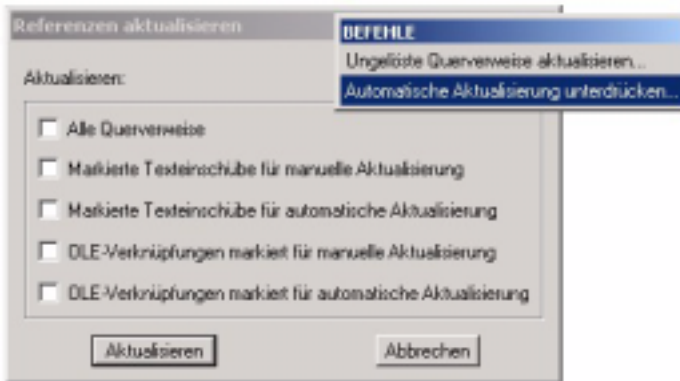 Referenzen aktualisieren
BEFEHLE
Ungelöste Querverweise aktualisieren...
Automatische Aktualisierung unterdrücken...
Aktualisieren:
Alle Querverweise
Markierte Texteinschübe für manuelle Aktualisierung
Markierte Texteinschübe für automatische Aktualisierung
OLE-Verknüpfungen markiert für manuelle Aktualisierung
OLE-Verknüpfungen markiert für automatische Aktualisierung
Aktualisieren
Abbrechen